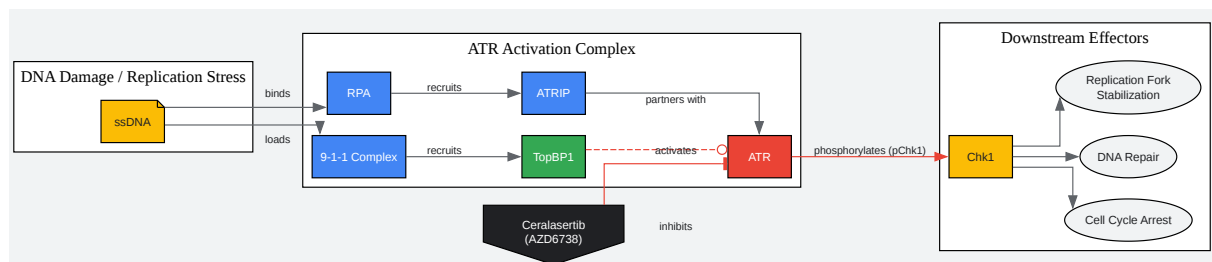 DNA Damage / Replication Stress
ssDNA
binds
loads
ATR Activation Complex
RPA
recruits
ATRIP
partners with
9-1-1 Complex
recruits
TopBP1
activates
ATR
phosphorylates (pChk1)
Ceralasertib
(AZD6738)
inhibits
Downstream Effectors
Chk1
Replication Fork
Stabilization
DNA Repair
Cell Cycle Arrest